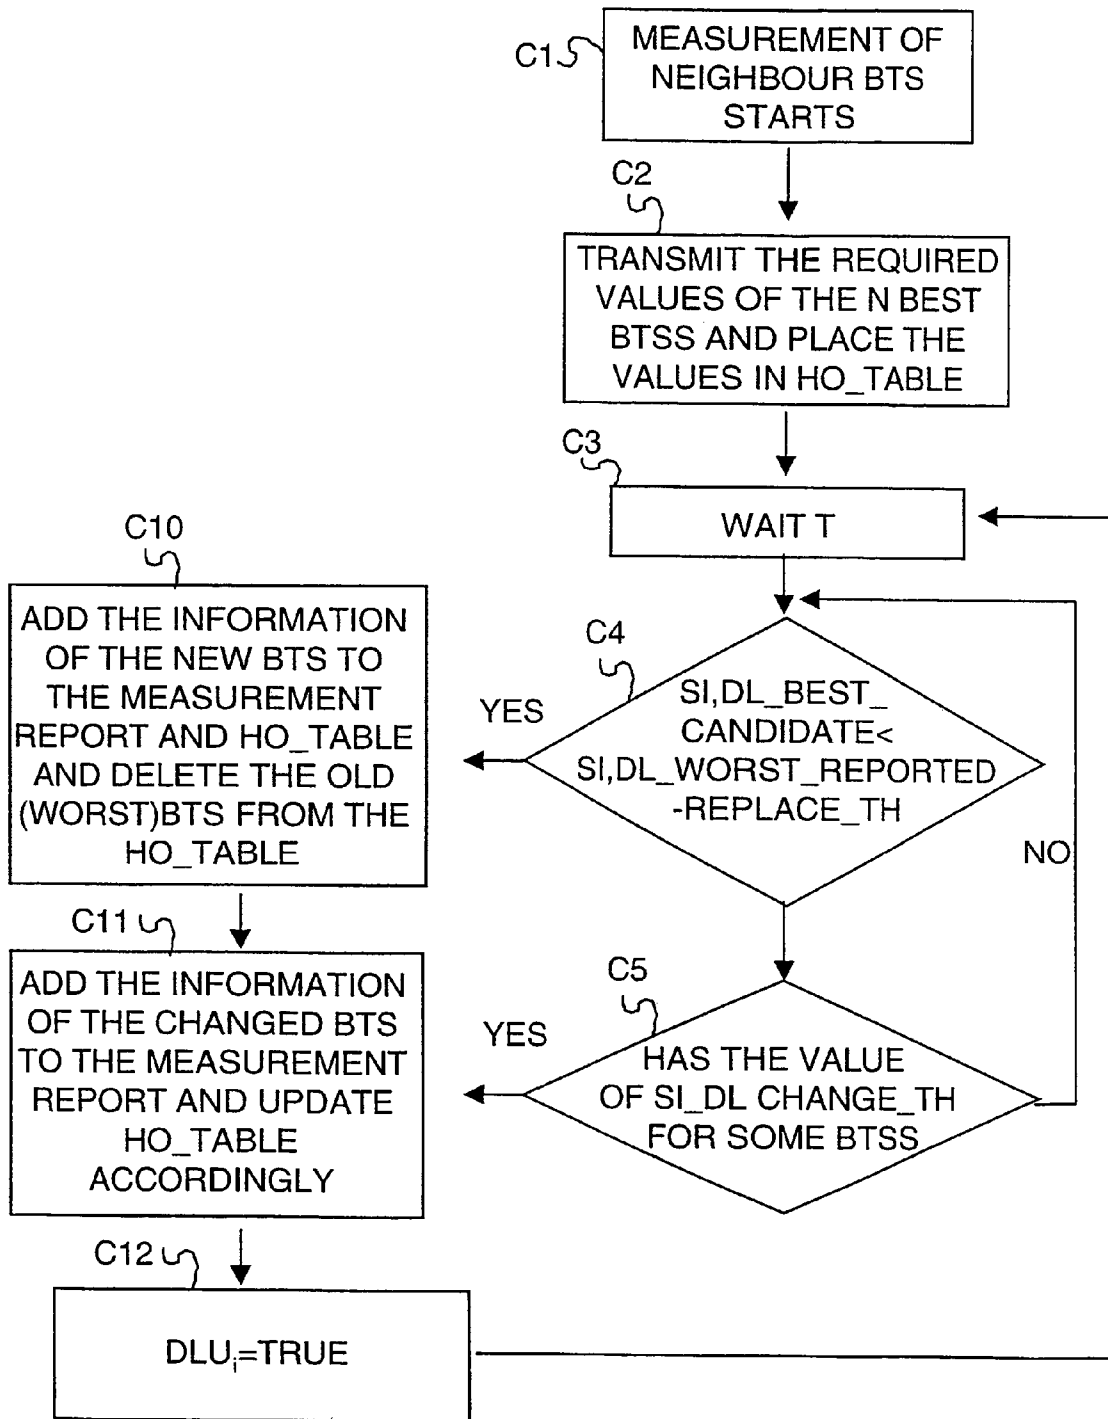 C1
MEASUREMENT OF
NEIGHBOUR BTS
STARTS
C2
TRANSMIT THE REQUIRED
VALUES OF THE N BEST
BTSS AND PLACE THE
VALUES IN HO_TABLE
C3
WAIT T
C4
SI,DL_BEST_
CANDIDATE<
SI,DL_WORST_REPORTED
-REPLACE_TH
YES
NO
C5
HAS THE VALUE
OF SI_DL CHANGE_TH
FOR SOME BTSS
YES
C10
ADD THE INFORMATION
OF THE NEW BTS TO
THE MEASUREMENT
REPORT AND HO_TABLE
AND DELETE THE OLD
(WORST)BTS FROM THE
HO_TABLE
C11
ADD THE INFORMATION
OF THE CHANGED BTS
TO THE MEASUREMENT
REPORT AND UPDATE
HO_TABLE
ACCORDINGLY
C12
DLUi=TRUE